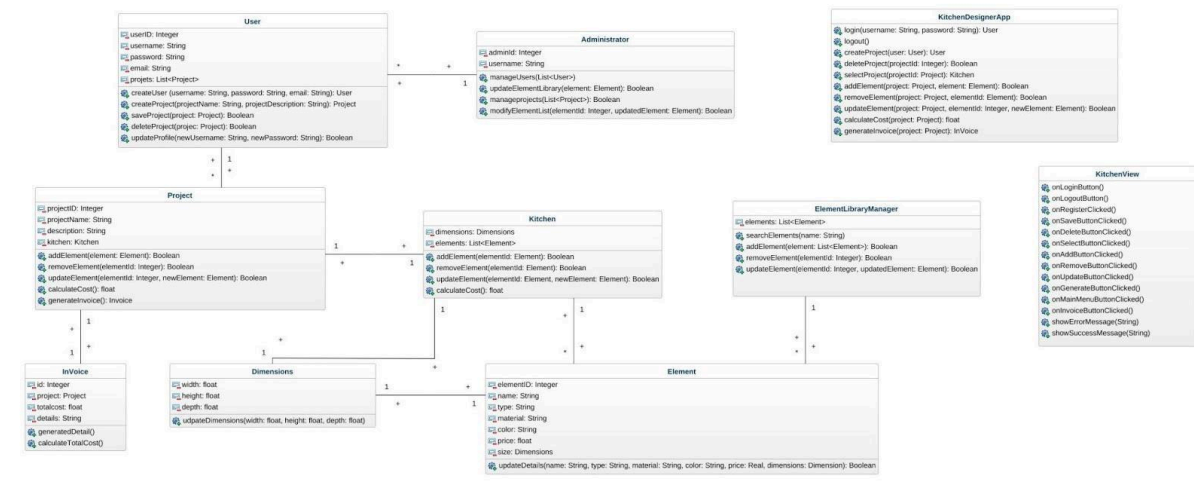 User
userID: Integer
username: String
password: String
email: String
projets: List<Project>
createUser (username: String, password: String, email: String): User
createProject(projectName: String, projectDescription: String): Project
saveProject(project: Project): Boolean
deleteProject(projec: Project): Boolean
updateProfile(newUsername: String, newPassword: String): Boolean
* +
+ 1
Administrator
adminId: Integer
username: String
manageUsers(List<User>)
updateElementLibrary(element: Element): Boolean
manageprojects(List<Project>): Boolean
modifyElementList(elementId: Integer, updatedElement: Element): Boolean
KitchenDesignerApp
login(username: String, password: String): User
logout()
createProject(user: User): User
deleteProject(projectId: Integer): Boolean
selectProject(projectId: Project): Kitchen
addElement(project: Project, element: Element): Boolean
removeElement(project: Project, elementId: Element): Boolean
updateElement(project: Project, elementId: Integer, newElement: Element): Boolean
calculateCost(project: Project): float
generateInvoice(project: Project): InVoice
+ 1
* +
Project
projectID: Integer
projectName: String
description: String
kitchen: Kitchen
addElement(element: Element): Boolean
removeElement(elementId: Integer): Boolean
updateElement(elementId: Integer, newElement: Element): Boolean
calculateCost(): float
generateInvoice(): Invoice
1 +
+ 1
Kitchen
dimensions: Dimensions
elements: List<Element>
addElement(elementId: Element): Boolean
removeElement(elementId: Element): Boolean
updateElement(elementId: Element, newElement: Element): Boolean
calculateCost(): float
ElementLibraryManager
elements: List<Element>
searchElements(name: String)
addElement(element: List<Element>): Boolean
removeElement(elementId: Integer): Boolean
updateElement(elementId: Integer, updatedElement: Element): Boolean
KitchenView
onLoginButton()
onLogoutButton()
onRegisterClicked()
onSaveButtonClicked()
onDeleteButtonClicked()
onSelectButtonClicked()
onAddButtonClicked()
onRemoveButtonClicked()
onUpdateButtonClicked()
onGenerateButtonClicked()
onMainMenuButtonClicked()
onInvoiceButtonClicked()
showErrorMessage(String)
showSuccessMessage(String)
1
+
1 +
1
+
1 +
1
+
* +
1
+
* +
InVoice
id: Integer
project: Project
totalcost: float
details: String
generatedDetail()
calculateTotalCost()
Dimensions
width: float
height: float
depth: float
udpateDimensions(width: float, height: float, depth: float)
1 +
+ 1
Element
elementID: Integer
name: String
type: String
material: String
color: String
price: float
size: Dimensions
updateDetails(name: String, type: String, material: String, color: String, price: Real, dimensions: Dimension): Boolean